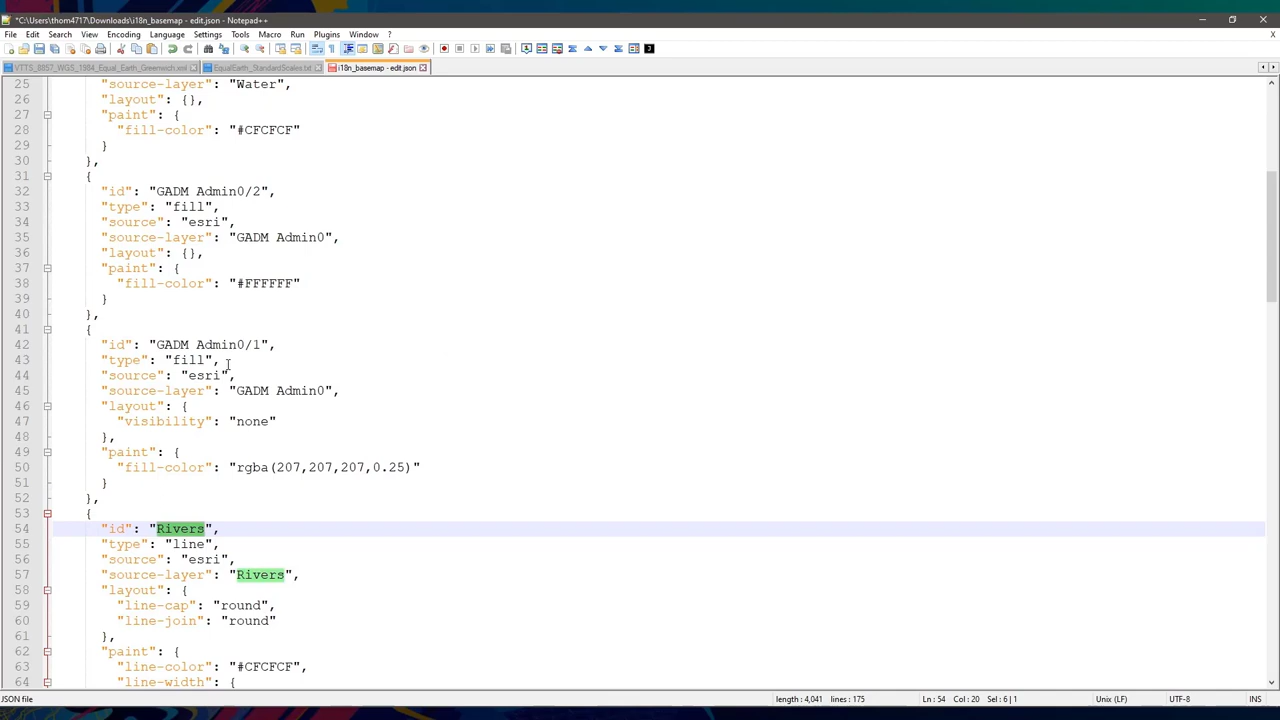 *C:\Users\thom4717\Downloads\i18n_basemap - edit.json - Notepad++
File Edit Search View Encoding Language Settings Tools Macro Run Plugins Window ?
VTTS_8857_WGS_1984_Equal_Earth_Greenwich.xml EqualEarth_StandardScales.txt i18n_basemap - edit.json
25 "source-layer": "Water",
26 "layout": {},
27 "paint": {
28 "fill-color": "#CFCFCF"
29 }
30 },
31 {
32 "id": "GADM Admin0/2",
33 "type": "fill",
34 "source": "esri",
35 "source-layer": "GADM Admin0",
36 "layout": {},
37 "paint": {
38 "fill-color": "#FFFFFF"
39 }
40 },
41 {
42 "id": "GADM Admin0/1",
43 "type": "fill",
44 "source": "esri",
45 "source-layer": "GADM Admin0",
46 "layout": {
47 "visibility": "none"
48 },
49 "paint": {
50 "fill-color": "rgba(207,207,207,0.25)"
51 }
52 },
53 {
54 "id": "Rivers",
55 "type": "line",
56 "source": "esri",
57 "source-layer": "Rivers",
58 "layout": {
59 "line-cap": "round",
60 "line-join": "round"
61 },
62 "paint": {
63 "line-color": "#CFCFCF",
64 "line-width": {
JSON file length : 4,041 lines : 175 Ln : 54 Col : 20 Sel : 6 | 1 Unix (LF) UTF-8 INS